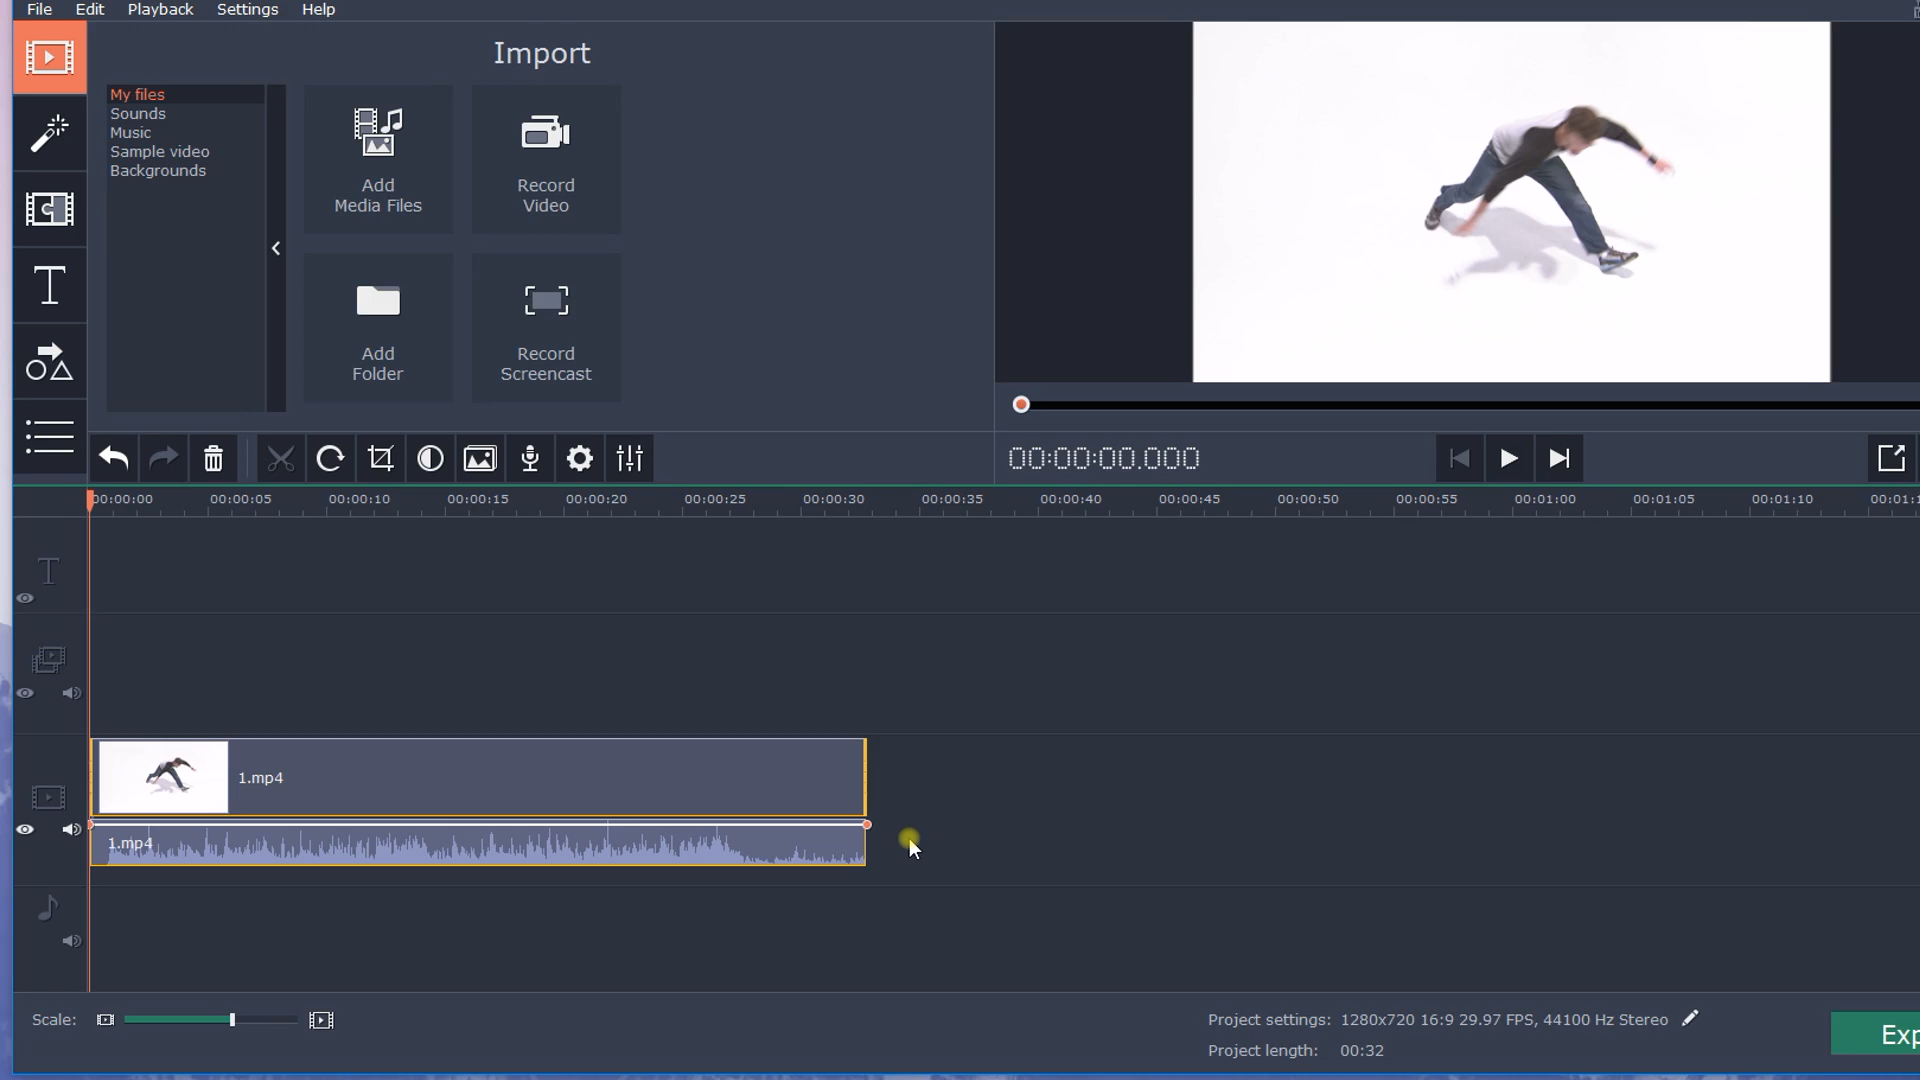 File Edit Playback Settings Help
Import
My files
Sounds
Music
Sample video
Backgrounds
Add
Media Files
Record
Video
Add
Folder
Record
Screencast
00:00:00.000
00:00:00 00:00:05 00:00:10 00:00:15 00:00:20 00:00:25 00:00:30 00:00:35 00:00:40 00:00:45 00:00:50 00:00:55 00:01:00 00:01:05 00:01:10 00:01:1
1.mp4
1.mp4
Scale:
Project settings: 1280x720 16:9 29.97 FPS, 44100 Hz Stereo
Project length: 00:32
Exp